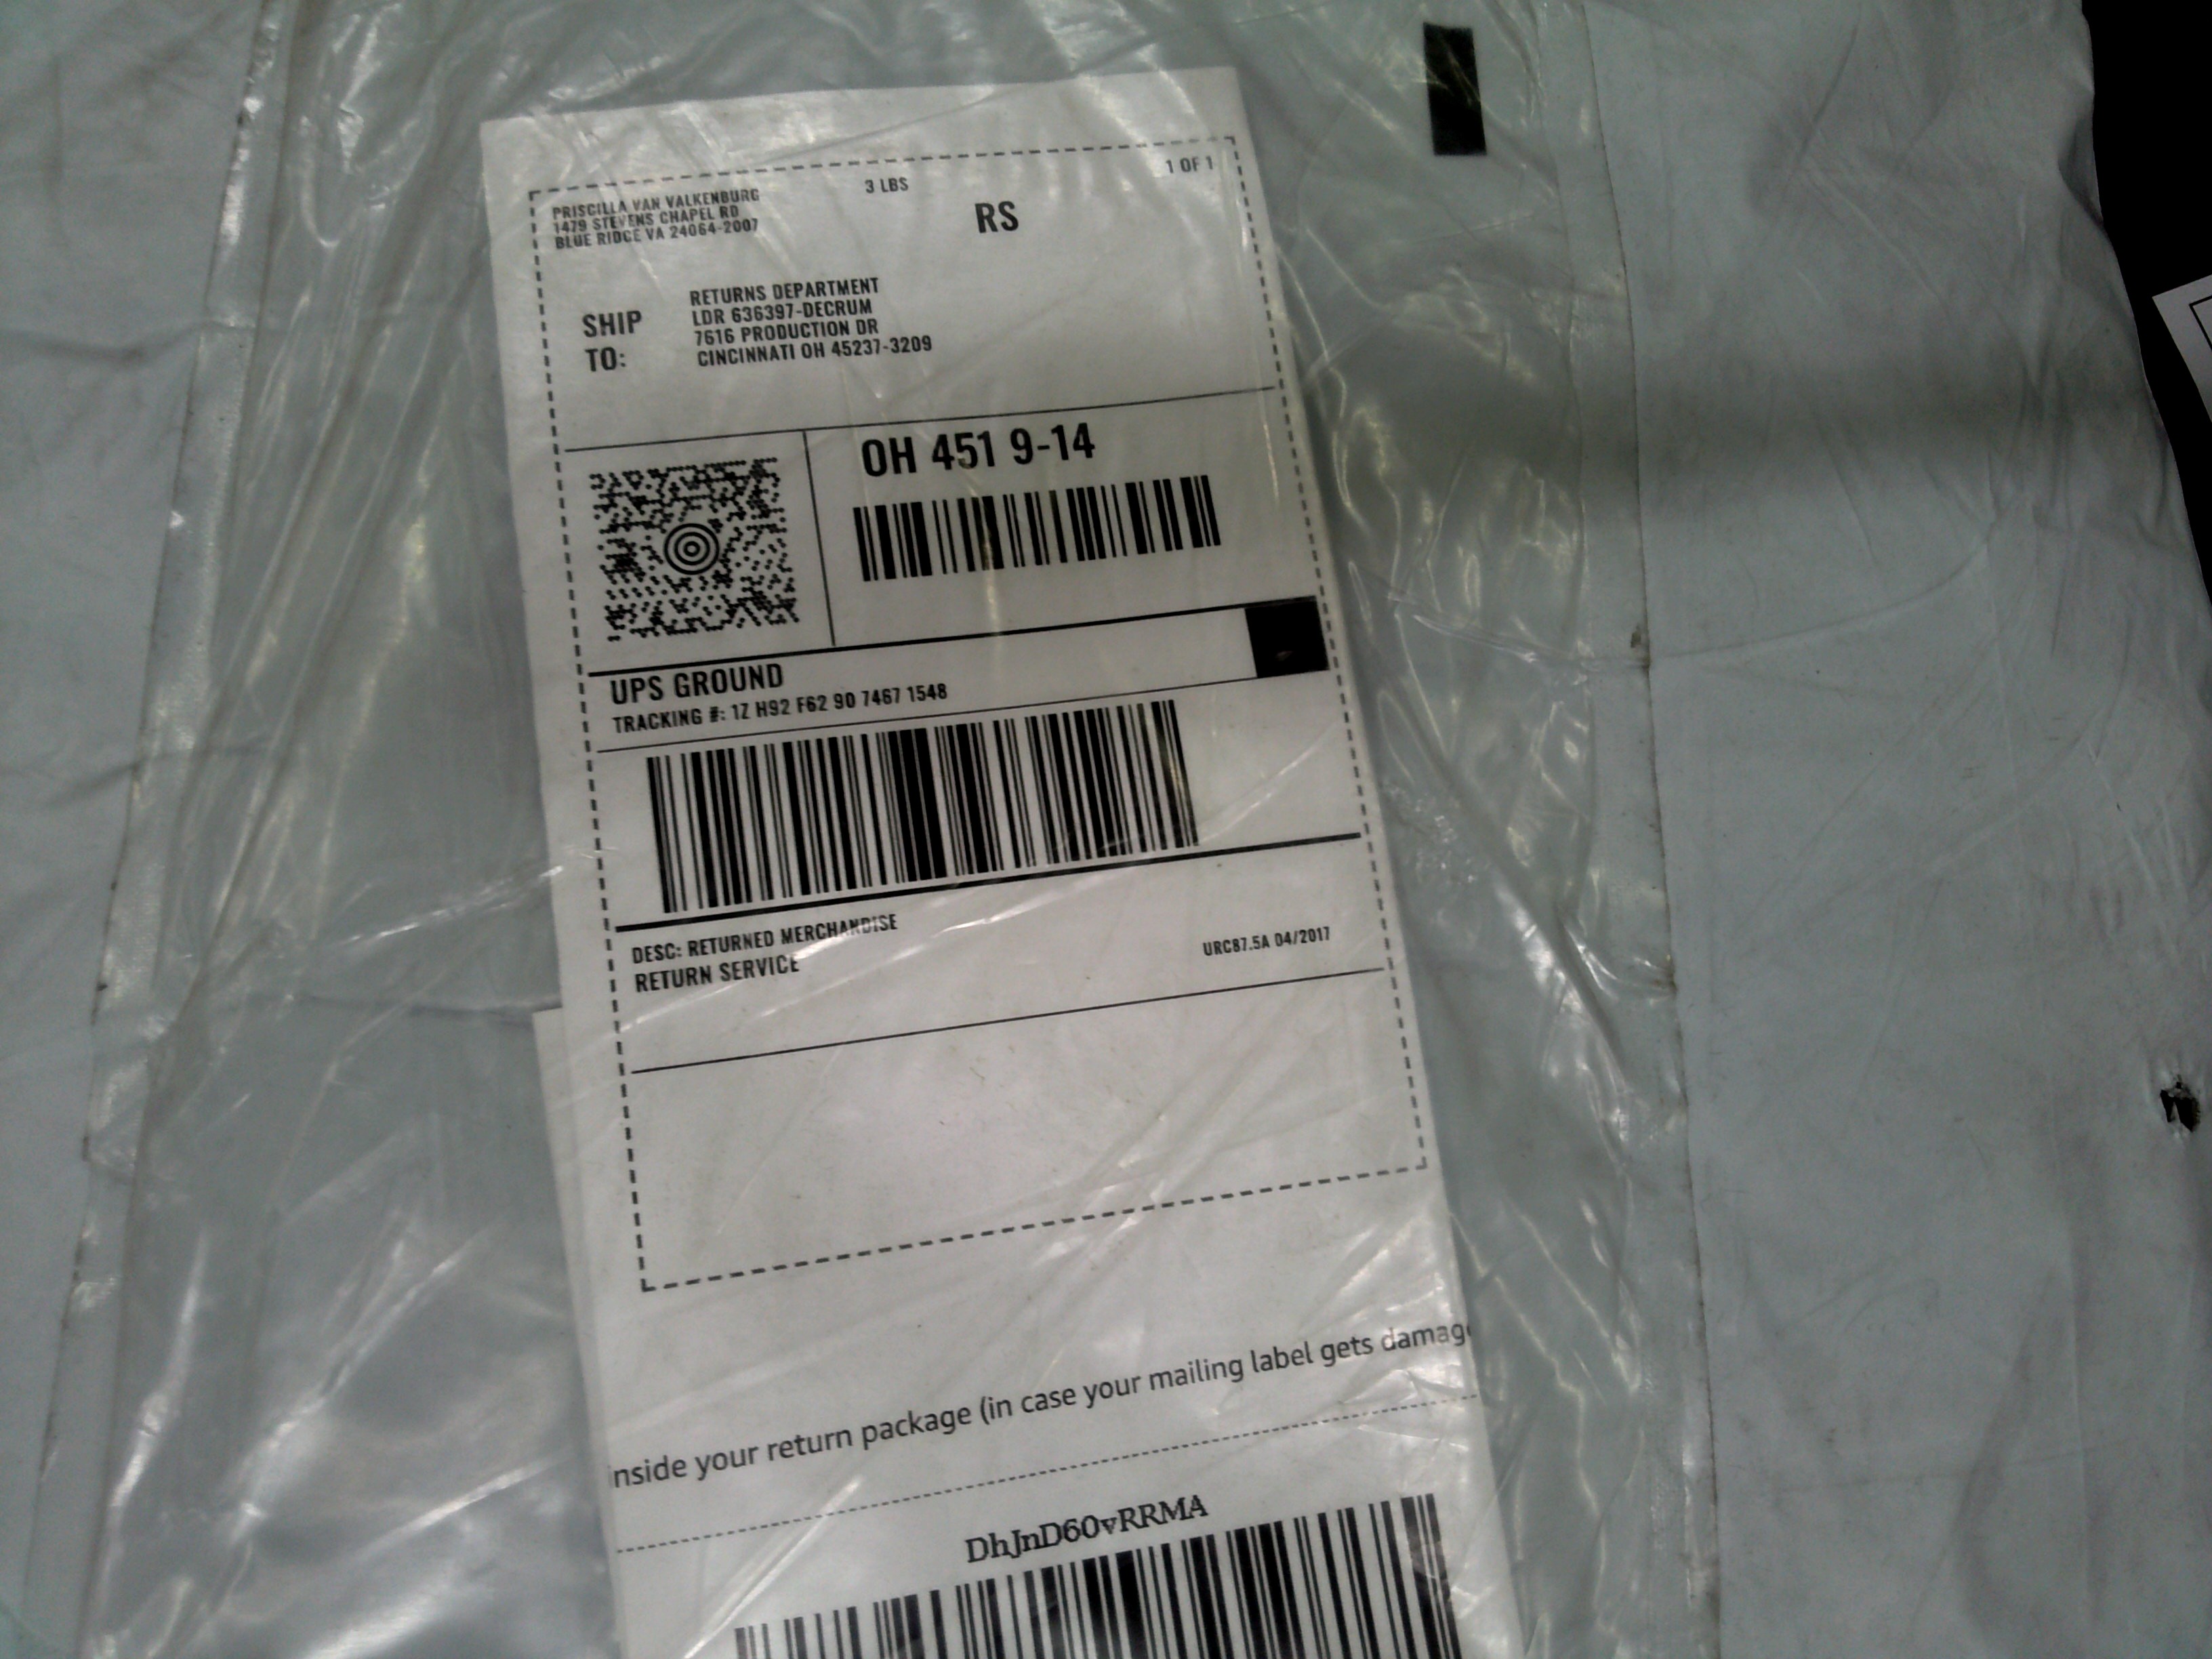 PRISCILLA VAN VALKENBURG
1479 STEVENS CHAPEL RD
BLUE RIDGE VA 24064-2007
3 LBS
1 OF 1
RS
SHIP TO:
RETURNS DEPARTMENT
LDR 636397-DECRUM
7616 PRODUCTION DR
CINCINNATI OH 45237-3209
OH 451 9-14
UPS GROUND
TRACKING #: 1Z H92 F62 90 7467 1548
DESC: RETURNED MERCHANDISE
RETURN SERVICE
URC87.5A 04/2017
nside your return package (in case your mailing label gets damag
DhJnD60vRRMA